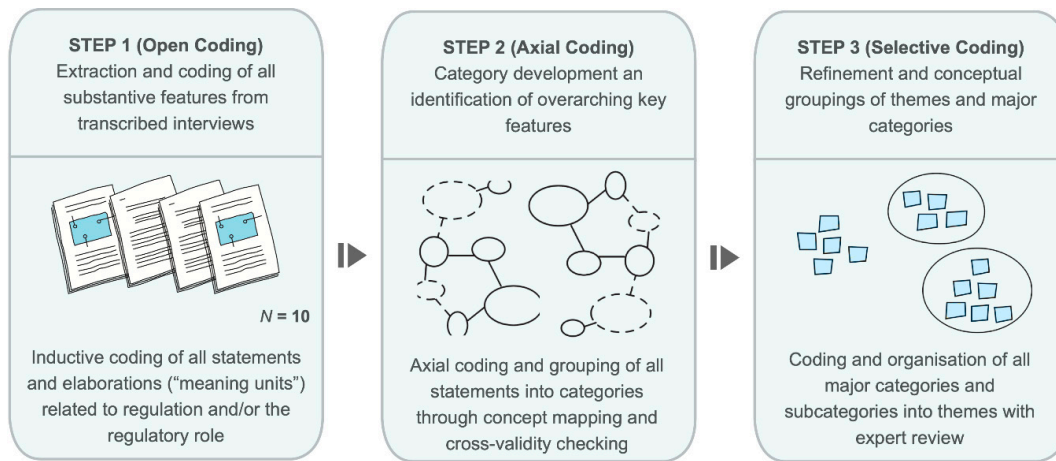 STEP 1 (Open Coding)
Extraction and coding of all
substantive features from
transcribed interviews
N = 10
Inductive coding of all statements
and elaborations (“meaning units”)
related to regulation and/or the
regulatory role
STEP 2 (Axial Coding)
Category development an
identification of overarching key
features
Axial coding and grouping of all
statements into categories
through concept mapping and
cross-validity checking
STEP 3 (Selective Coding)
Refinement and conceptual
groupings of themes and major
categories
Coding and organisation of all
major categories and
subcategories into themes with
expert review